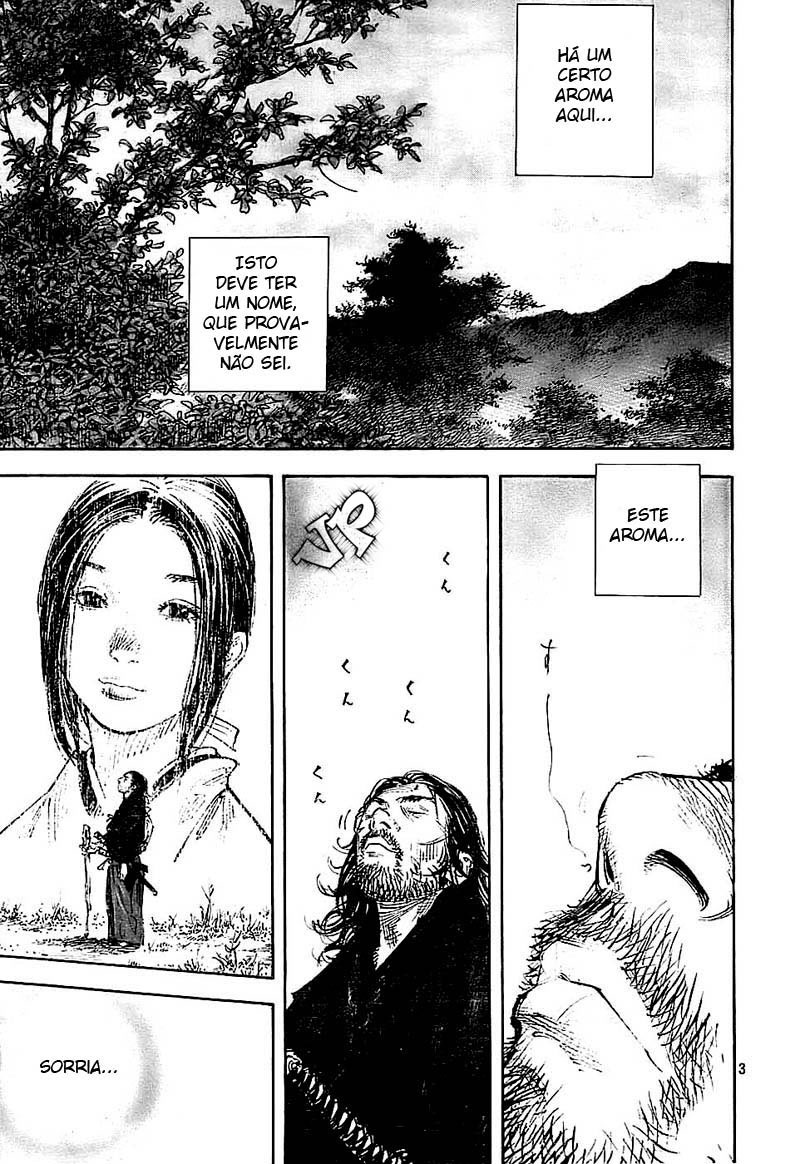 HÁ UM
CERTO
AROMA
AQUI...
ISTO
DEVE TER
UM NOME,
QUE PROVA-
VELMENTE
NÃO SEI.
ESTE
AROMA...
す
VP
くん
くん
くん
くん
SORRIA...
3